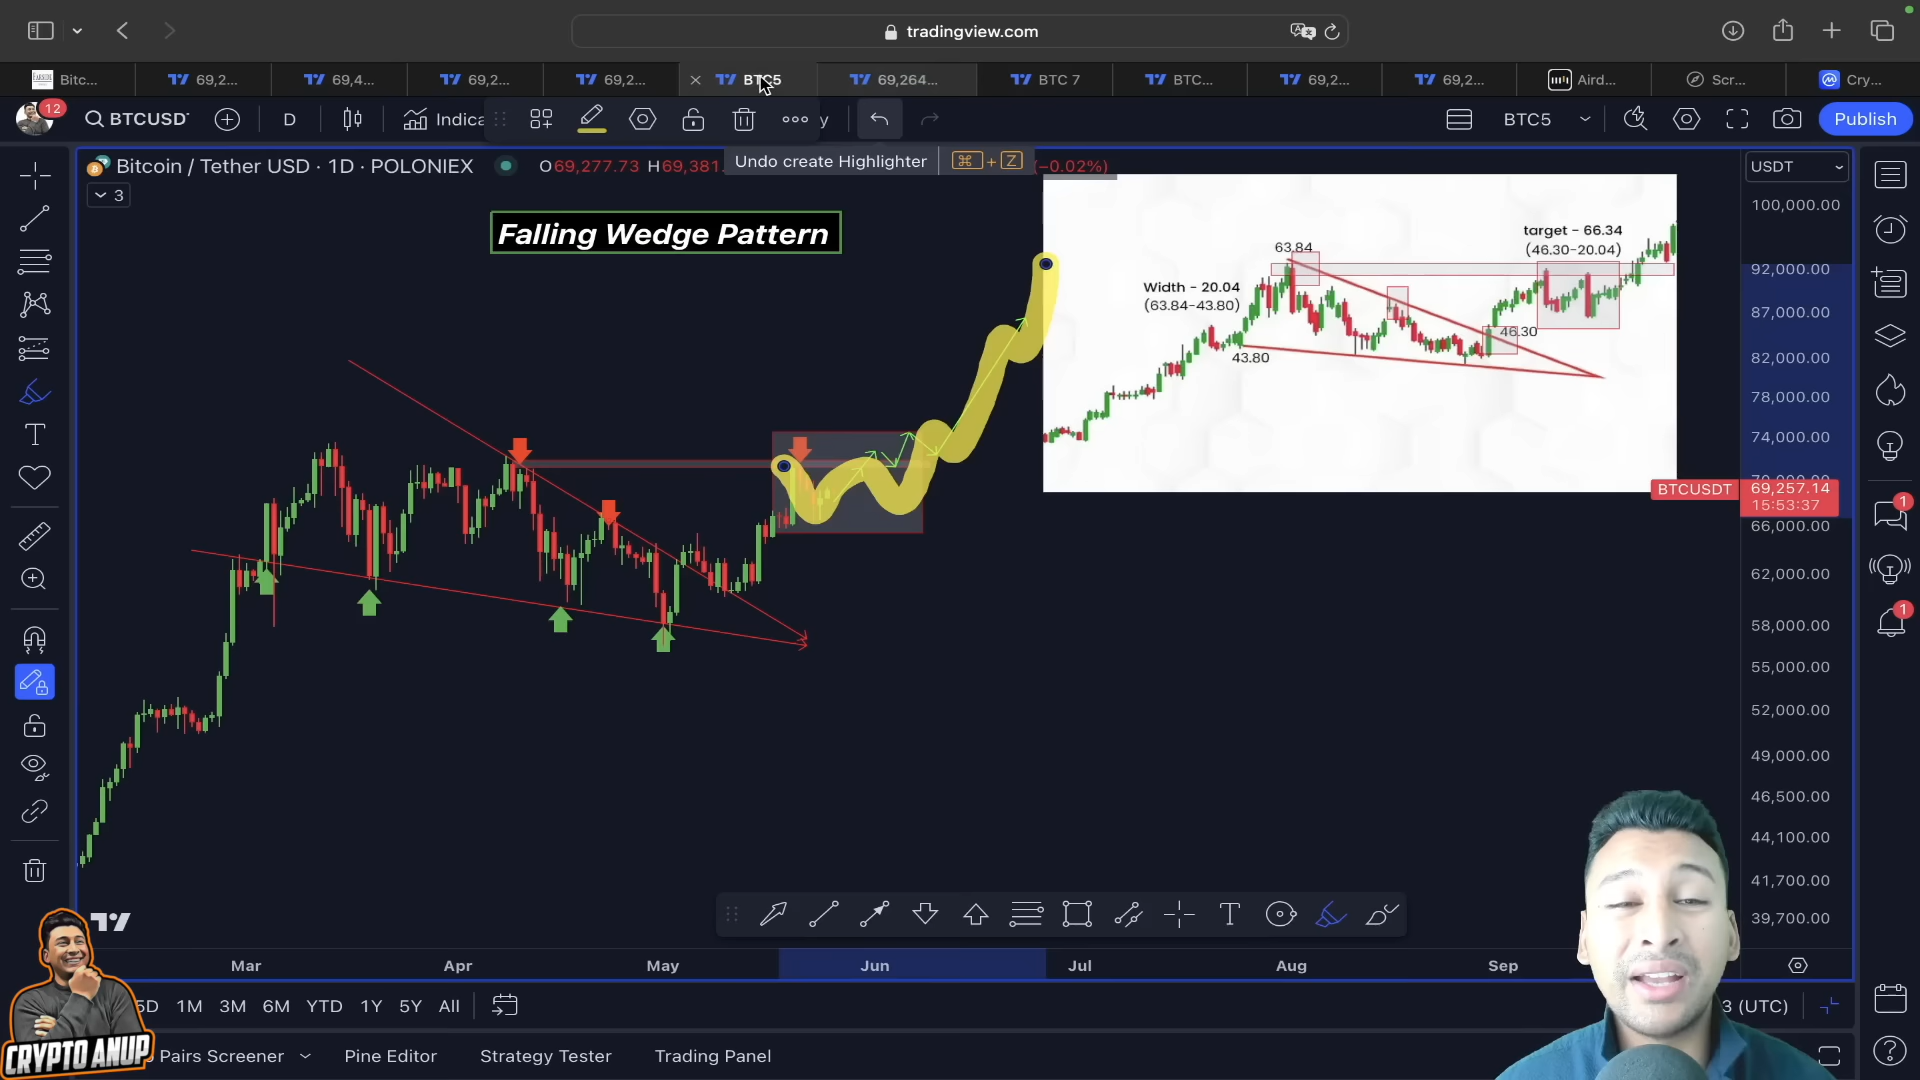 tradingview.com
Bitc...
69,2...
69,4...
69,2...
69,2...
BTC5
69,264...
BTC 7
BTC...
69,2...
69,2...
Aird...
Scr...
Cry...
12
BTCUSDT
D
Indica
y
BTC5
Publish
Undo create Highlighter
⌘ + Z
Bitcoin / Tether USD · 1D · POLONIEX
O69,277.73 H69,381.
(−0.02%)
3
USDT
Falling Wedge Pattern
target - 66.34
(46.30-20.04)
63.84
Width - 20.04
(63.84-43.80)
46.30
43.80
100,000.00
92,000.00
87,000.00
82,000.00
78,000.00
74,000.00
BTCUSDT
69,257.14
15:53:37
66,000.00
62,000.00
58,000.00
55,000.00
52,000.00
49,000.00
46,500.00
44,100.00
41,700.00
39,700.00
1
1
Mar
Apr
May
Jun
Jul
Aug
Sep
5D
1M
3M
6M
YTD
1Y
5Y
All
3 (UTC)
CRYPTO ANUP
Pairs Screener
Pine Editor
Strategy Tester
Trading Panel